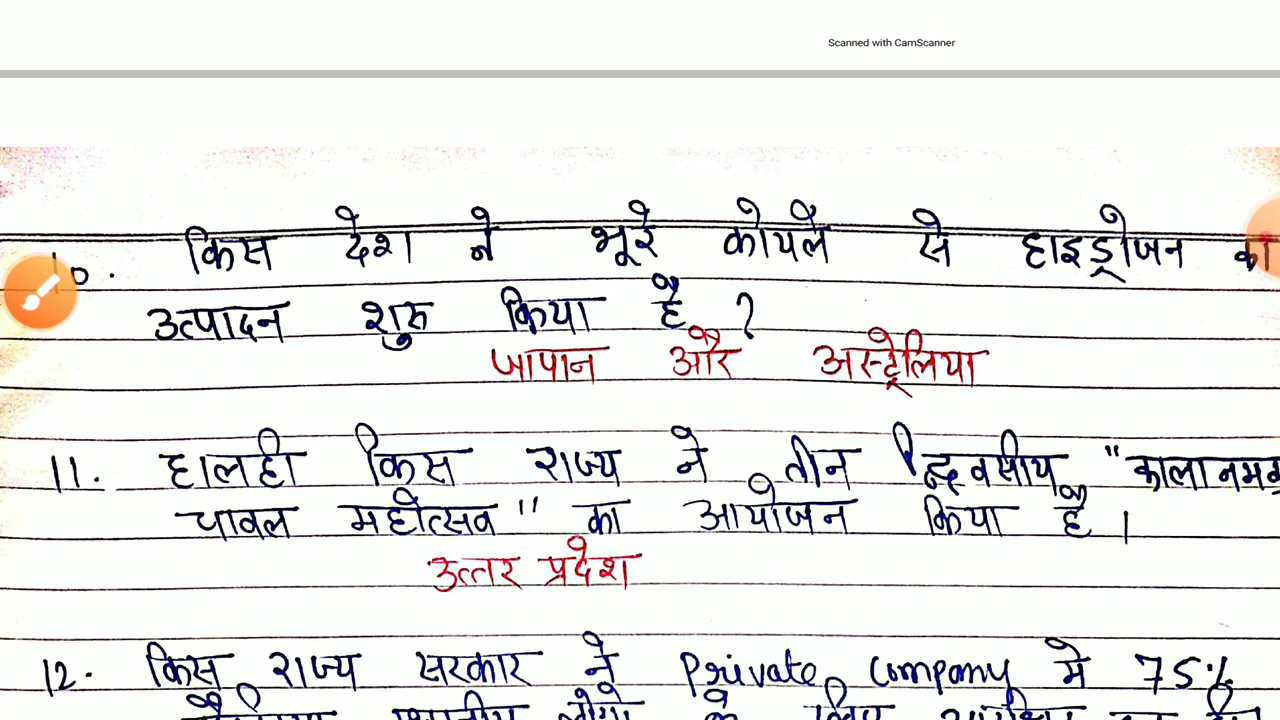 Scanned with CamScanner
10. किस देश ने भूरे कोयले से हाइड्रोजन का
उत्पादन शुरु किया है ?
जापान और अस्ट्रेलिया
11. हालही किस राज्य ने तीन द्विवसीय "कालानमक
चावल महोत्सव" का आयोजन किया है।
उत्तर प्रदेश
12. किस राज्य सरकार ने Private Company मे 75%